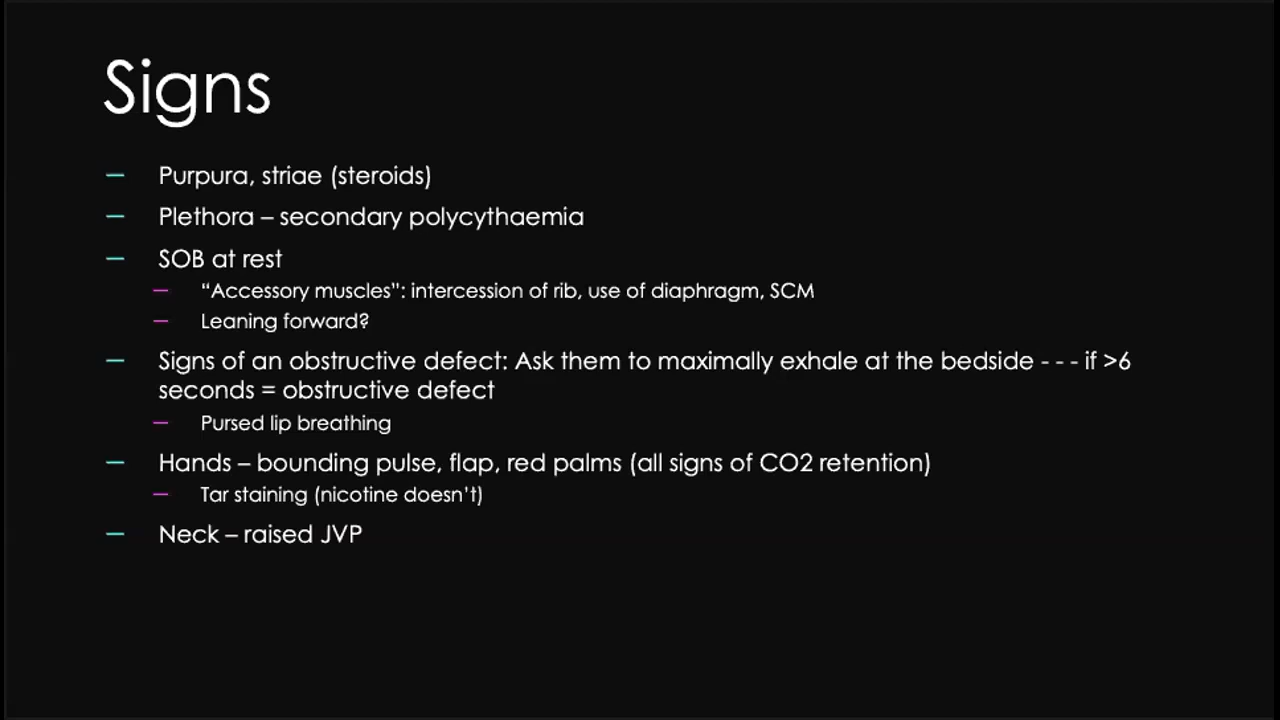 Signs
– Purpura, striae (steroids)
– Plethora – secondary polycythaemia
– SOB at rest
– “Accessory muscles”: intercession of rib, use of diaphragm, SCM
– Leaning forward?
– Signs of an obstructive defect: Ask them to maximally exhale at the bedside - - - if >6
seconds = obstructive defect
– Pursed lip breathing
– Hands – bounding pulse, flap, red palms (all signs of CO2 retention)
– Tar staining (nicotine doesn’t)
– Neck – raised JVP